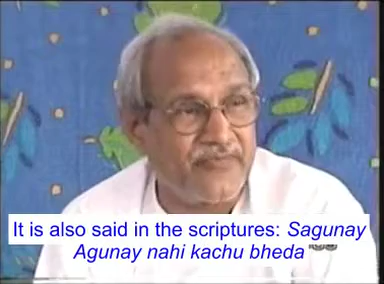 It is also said in the scriptures: Sagunay
Agunay nahi kachu bheda